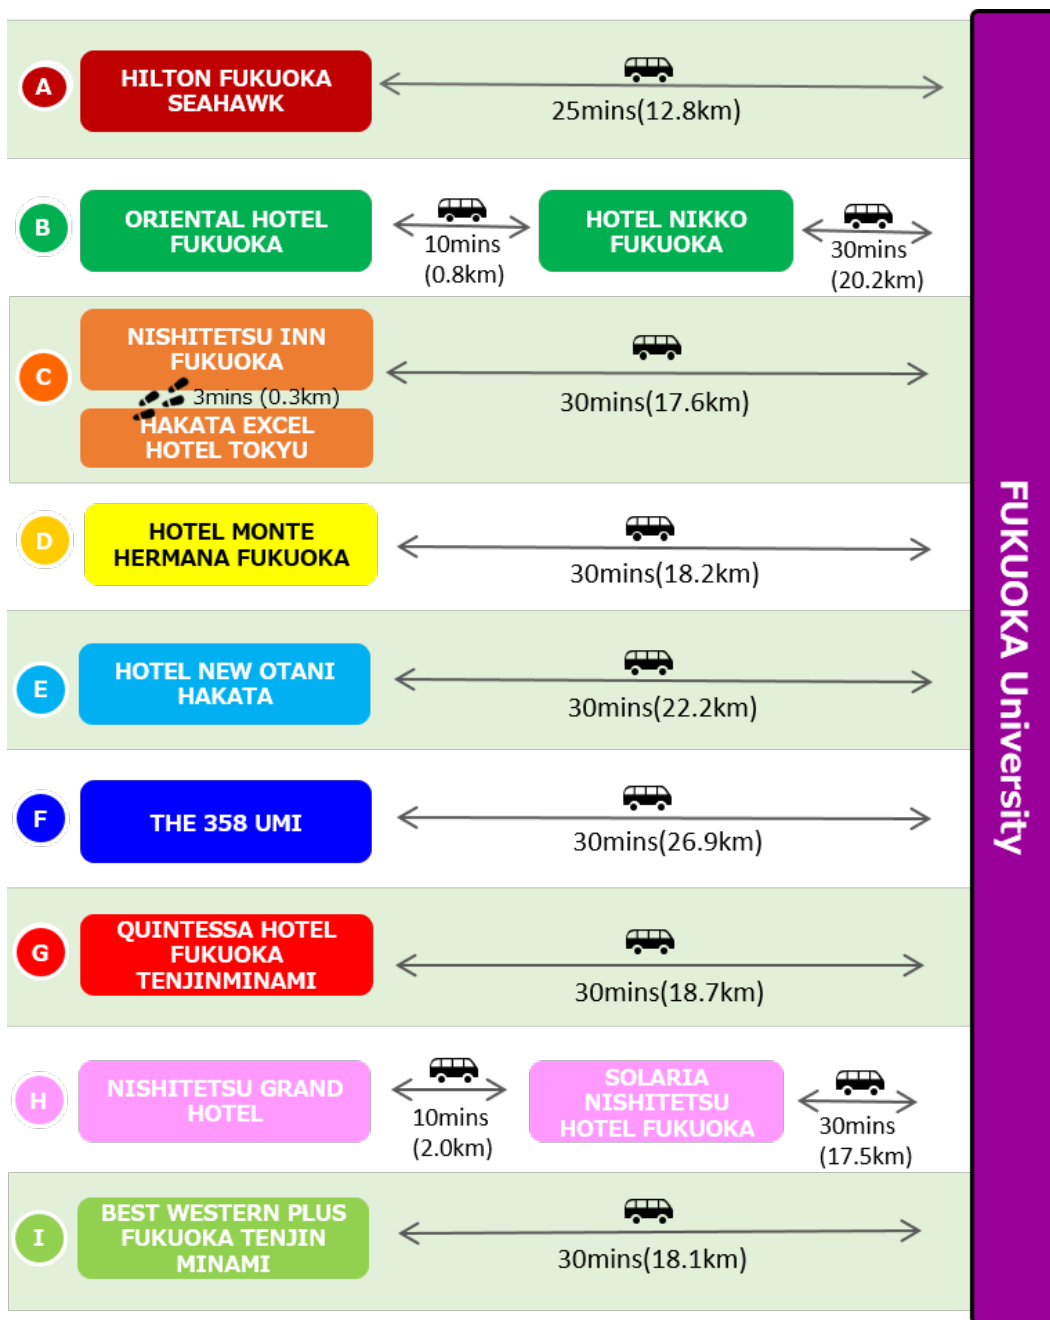 A
HILTON FUKUOKA
SEAHAWK
25mins(12.8km)
B
ORIENTAL HOTEL
FUKUOKA
10mins
(0.8km)
HOTEL NIKKO
FUKUOKA
30mins
(20.2km)
C
NISHITETSU INN
FUKUOKA
3mins (0.3km)
HAKATA EXCEL
HOTEL TOKYU
30mins(17.6km)
D
HOTEL MONTE
HERMANA FUKUOKA
30mins(18.2km)
E
HOTEL NEW OTANI
HAKATA
30mins(22.2km)
F
THE 358 UMI
30mins(26.9km)
G
QUINTESSA HOTEL
FUKUOKA
TENJINMINAMI
30mins(18.7km)
H
NISHITETSU GRAND
HOTEL
10mins
(2.0km)
SOLARIA
NISHITETSU
HOTEL FUKUOKA
30mins
(17.5km)
I
BEST WESTERN PLUS
FUKUOKA TENJIN
MINAMI
30mins(18.1km)
FUKUOKA University